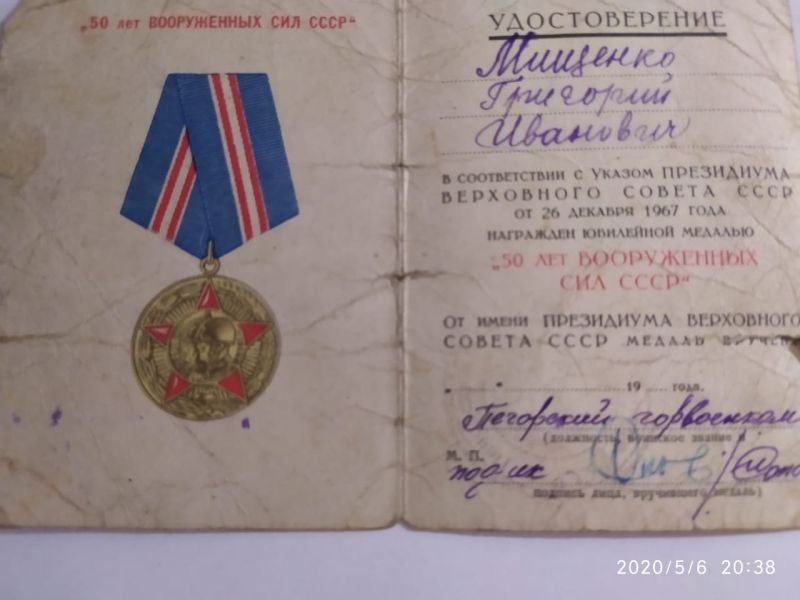 „50 лет ВООРУЖЕННЫХ СИЛ СССР“
УДОСТОВЕРЕНИЕ
Мищенко
Григорий
Иванович
В СООТВЕТСТВИИ С УКАЗОМ ПРЕЗИДИУМА
ВЕРХОВНОГО СОВЕТА СССР
ОТ 26 ДЕКАБРЯ 1967 ГОДА
НАГРАЖДЕН ЮБИЛЕЙНОЙ МЕДАЛЬЮ
„50 ЛЕТ ВООРУЖЕННЫХ
СИЛ СССР“
ОТ ИМЕНИ ПРЕЗИДИУМА ВЕРХОВНОГО
СОВЕТА СССР МЕДАЛЬ ВРУЧЕН
„ “ 19 года.
горвоенком
(должность, воинское звание и
М. П.
подпись лица, вручившего медаль)
2020/5/6 20:38